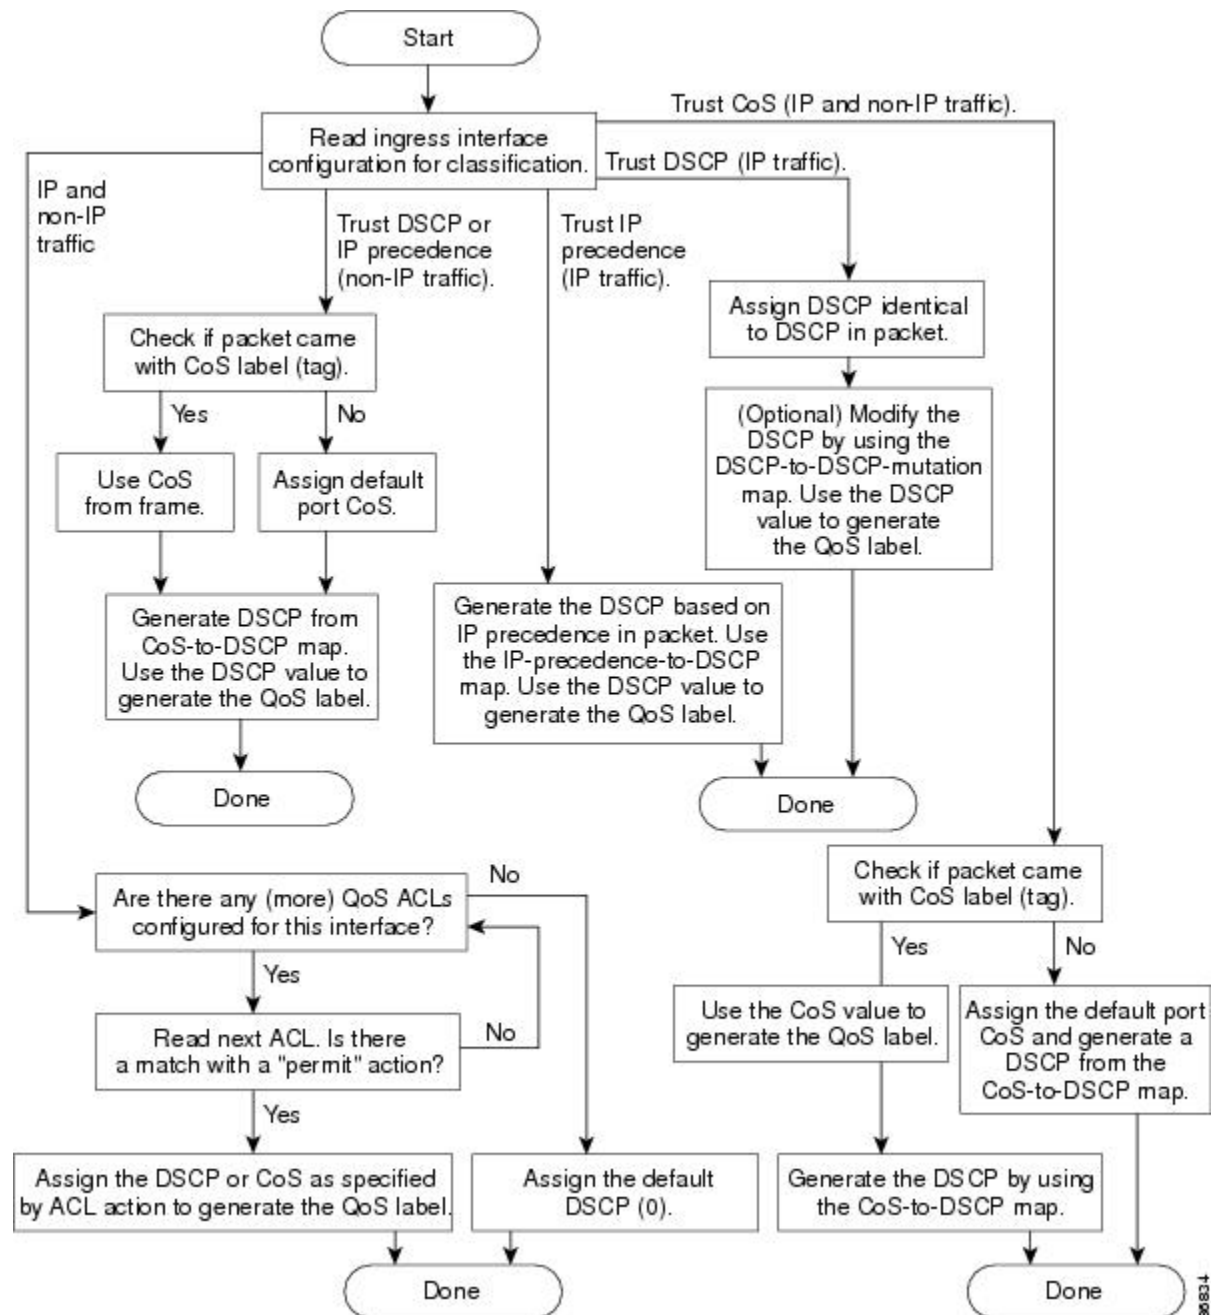 Start
Trust CoS (IP and non-IP traffic).
Read ingress interface
configuration for classification.
Trust DSCP (IP traffic).
IP and
non-IP
traffic
Trust DSCP or
IP precedence
(non-IP traffic).
Trust IP
precedence
(IP traffic).
Assign DSCP identical
to DSCP in packet.
Check if packet came
with CoS label (tag).
Yes
No
(Optional) Modify the
DSCP by using the
DSCP-to-DSCP-mutation
map. Use the DSCP
value to generate
the QoS label.
Use CoS
from frame.
Assign default
port CoS.
Generate DSCP from
CoS-to-DSCP map.
Use the DSCP value to
generate the QoS label.
Generate the DSCP based on
IP precedence in packet. Use
the IP-precedence-to-DSCP
map. Use the DSCP value to
generate the QoS label.
Done
Done
Are there any (more) QoS ACLs
configured for this interface?
No
Check if packet came
with CoS label (tag).
Yes
Yes
No
Read next ACL. Is there
a match with a "permit" action?
No
Use the CoS value to
generate the QoS label.
Assign the default port
CoS and generate a
DSCP from the
CoS-to-DSCP map.
Yes
Assign the DSCP or CoS as specified
by ACL action to generate the QoS label.
Assign the default
DSCP (0).
Generate the DSCP by using
the CoS-to-DSCP map.
Done
Done
86834